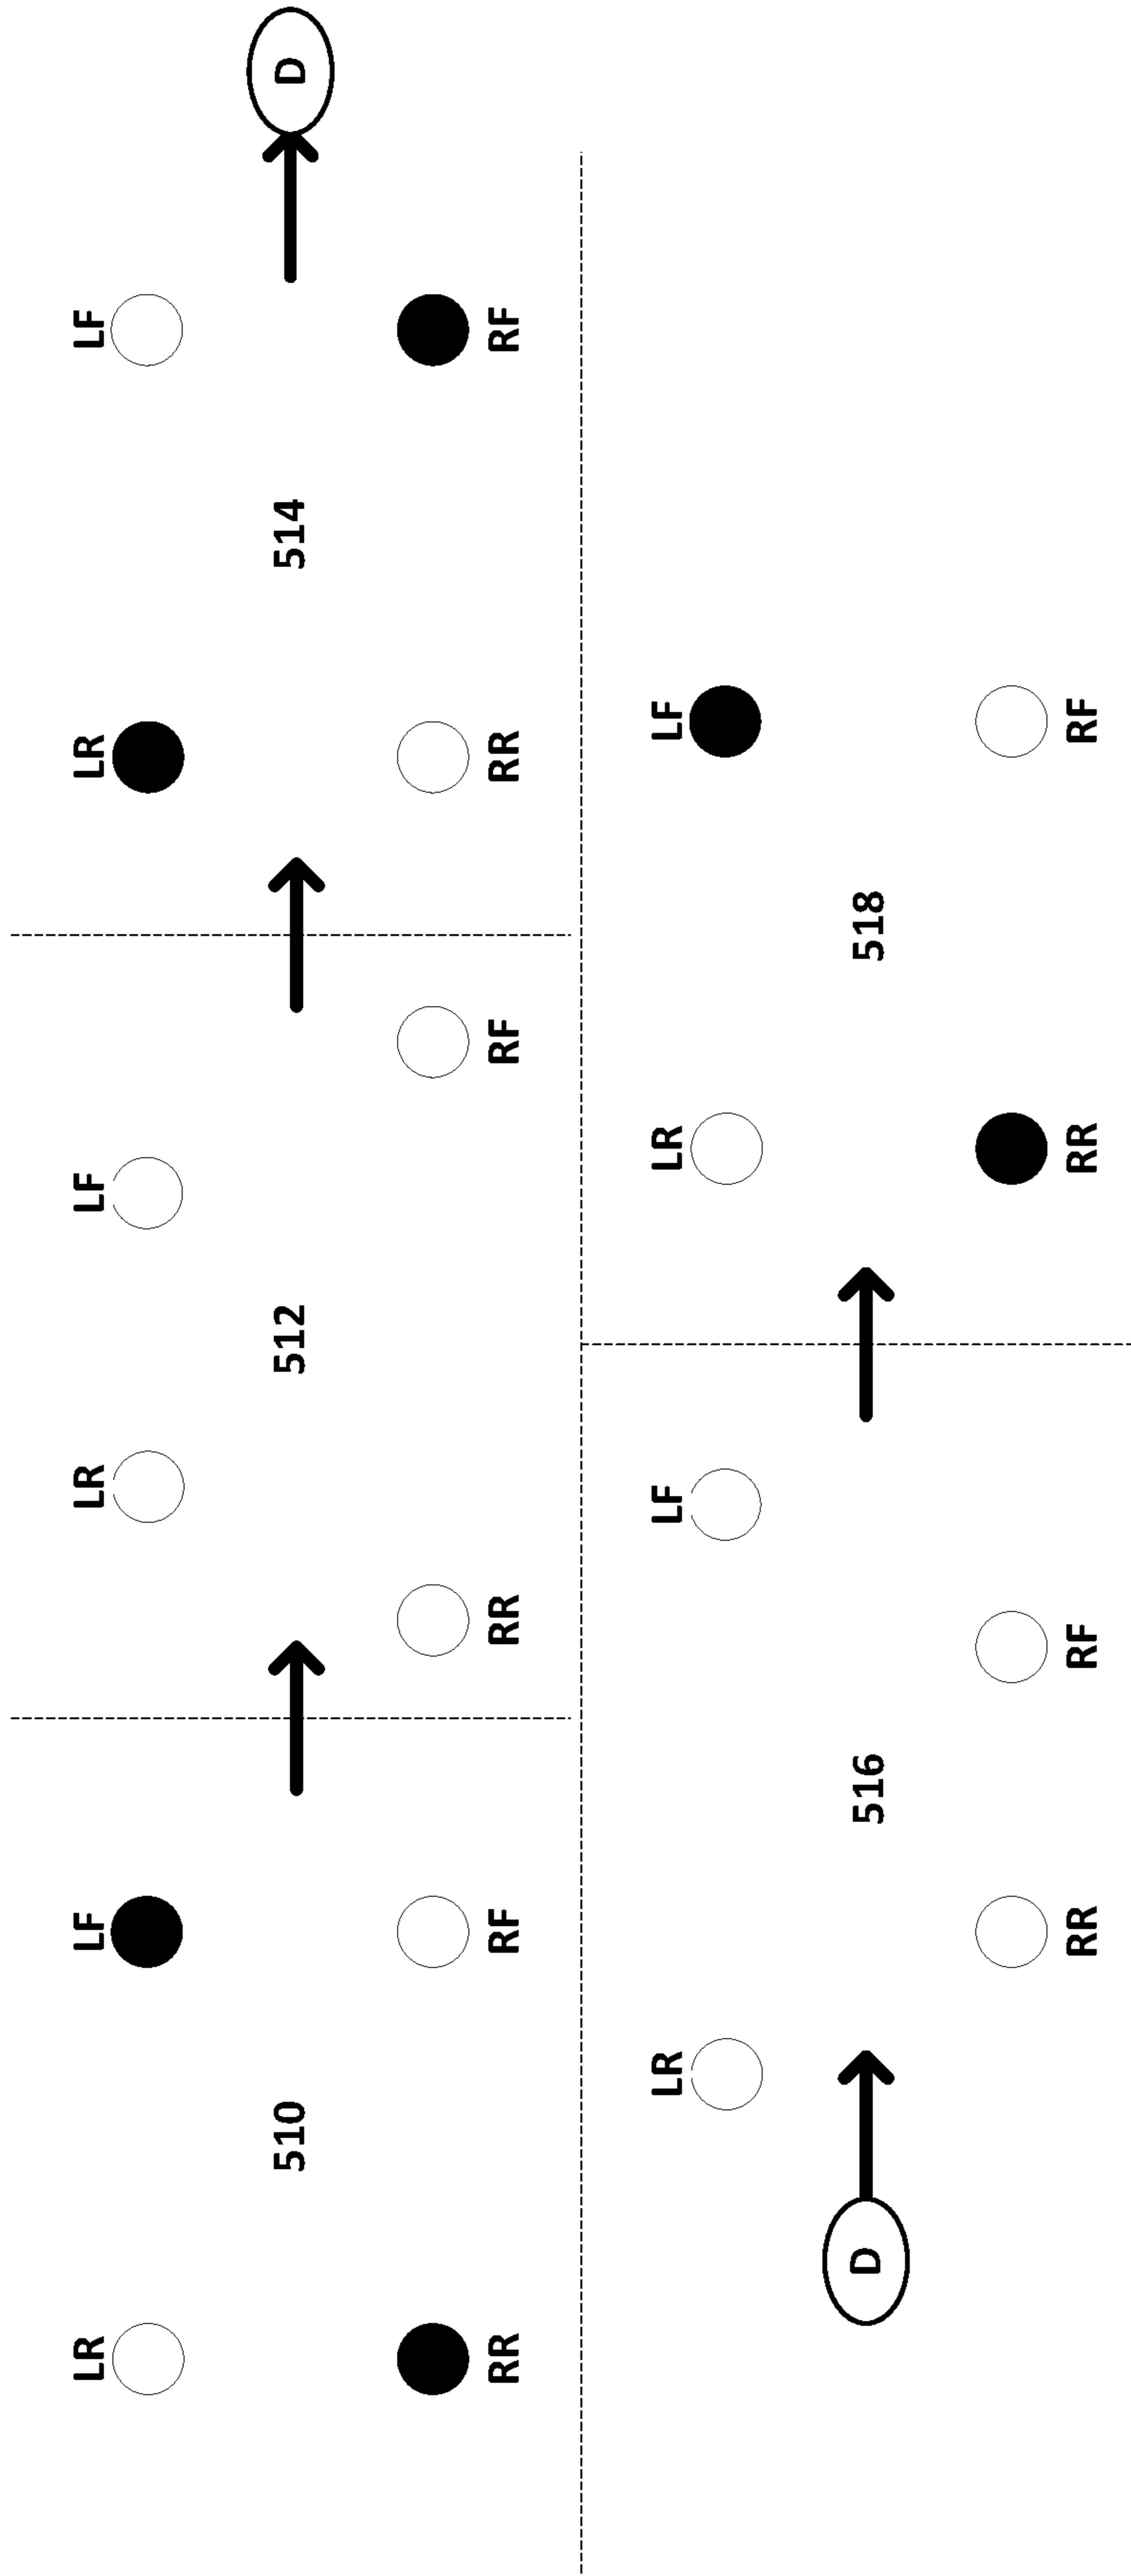 LR LF LR LF LR LF
510 512 514 D
RR RF RR RF RR RF
LR LF LR LF
D 516 518
RR RF RR RF